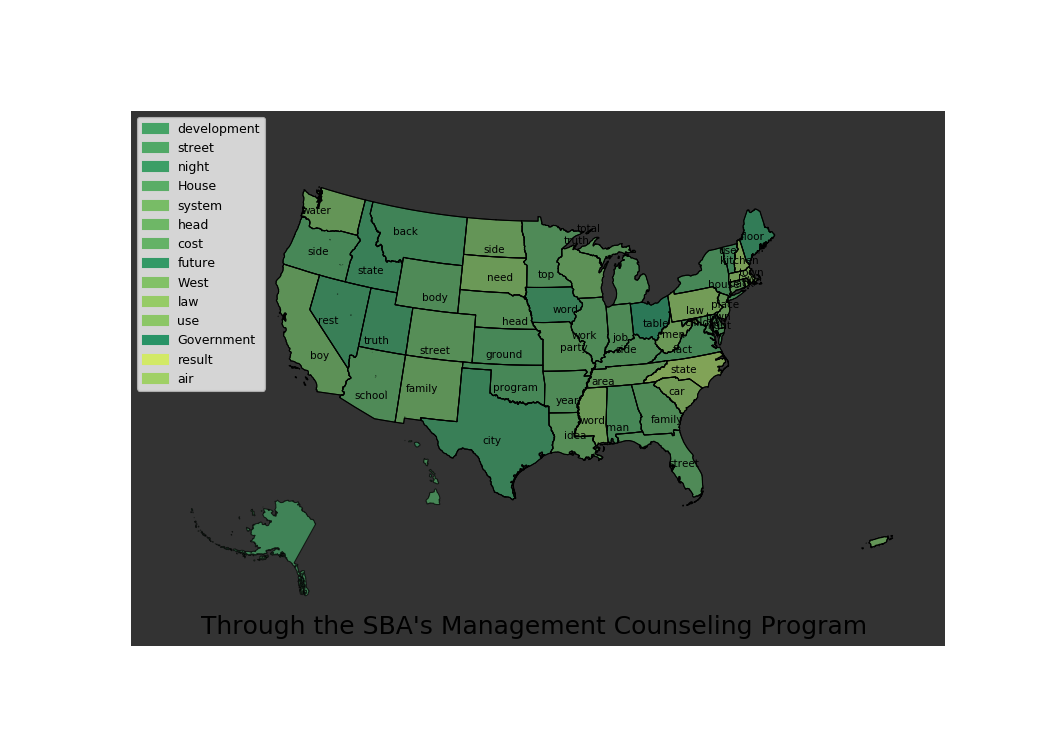 development
street
night
House
system
head
cost
future
West
law
use
Government
result
air
water
side
back
state
rest
boy
truth
school
body
street
family
side
need
head
ground
program
city
top
word
party
year
idea
total
truth
work
job
side
area
word
man
family
street
table
men
fact
state
car
law
place
house
kitchen
floor
Through the SBA's Management Counseling Program